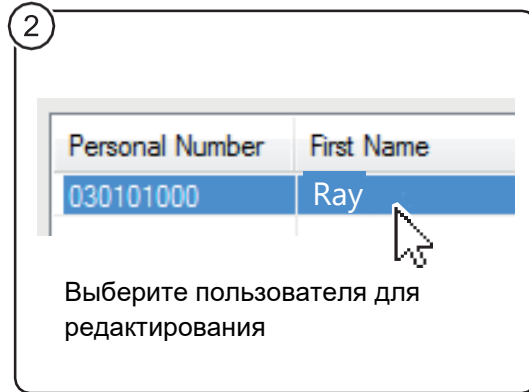 2
Personal Number First Name
030101000 Ray
Выберите пользователя для
редактирования